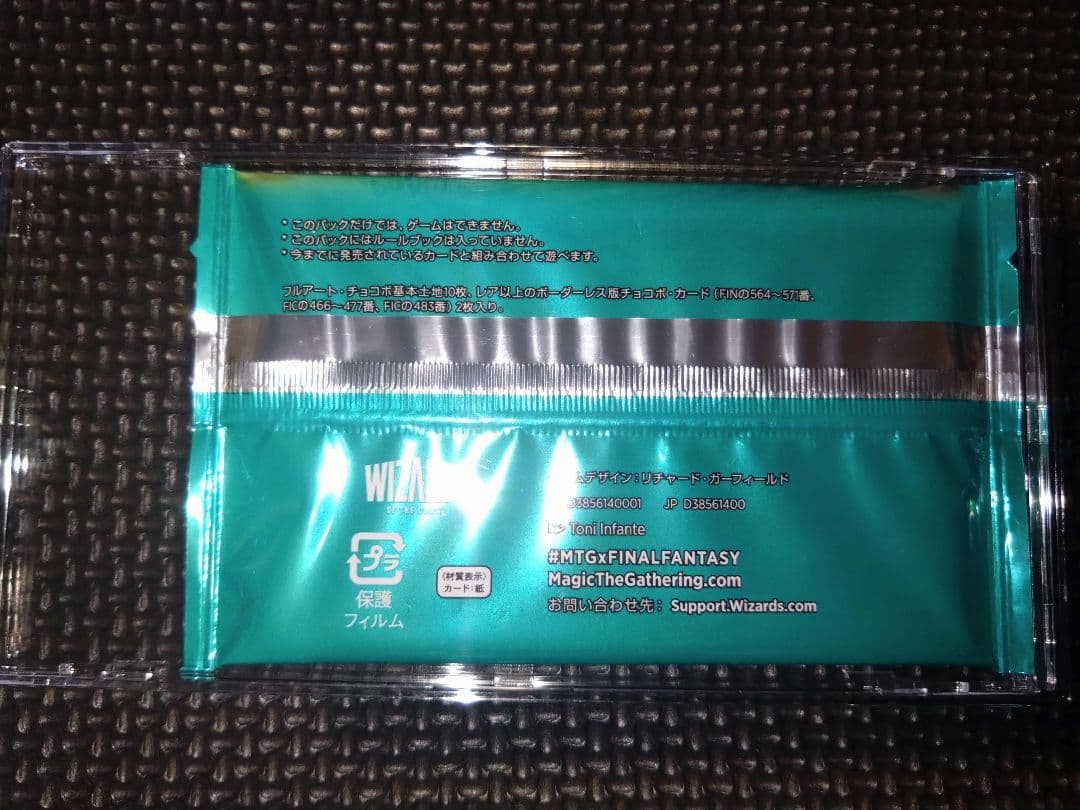 * このパックだけでは、ゲームはできません。
* このパックにはルールブックは入っていません。
* 今までに発売されているカードと組み合わせて遊べます。
フルアート・チョコボ基本土地10枚、レア以上のボーダーレス版チョコボ・カード (FINの564〜571番、
FICの466〜477番、FICの483番) 2枚入り。
OF THE
ムデザイン：リチャード・ガーフィールド
D3856140001 JP D38561400
Toni Infante
#MTGxFINALFANTASY
MagicTheGathering.com
お問い合わせ先： Support.Wizards.com
プラ
保護
フィルム
〈材質表示〉
カード：紙